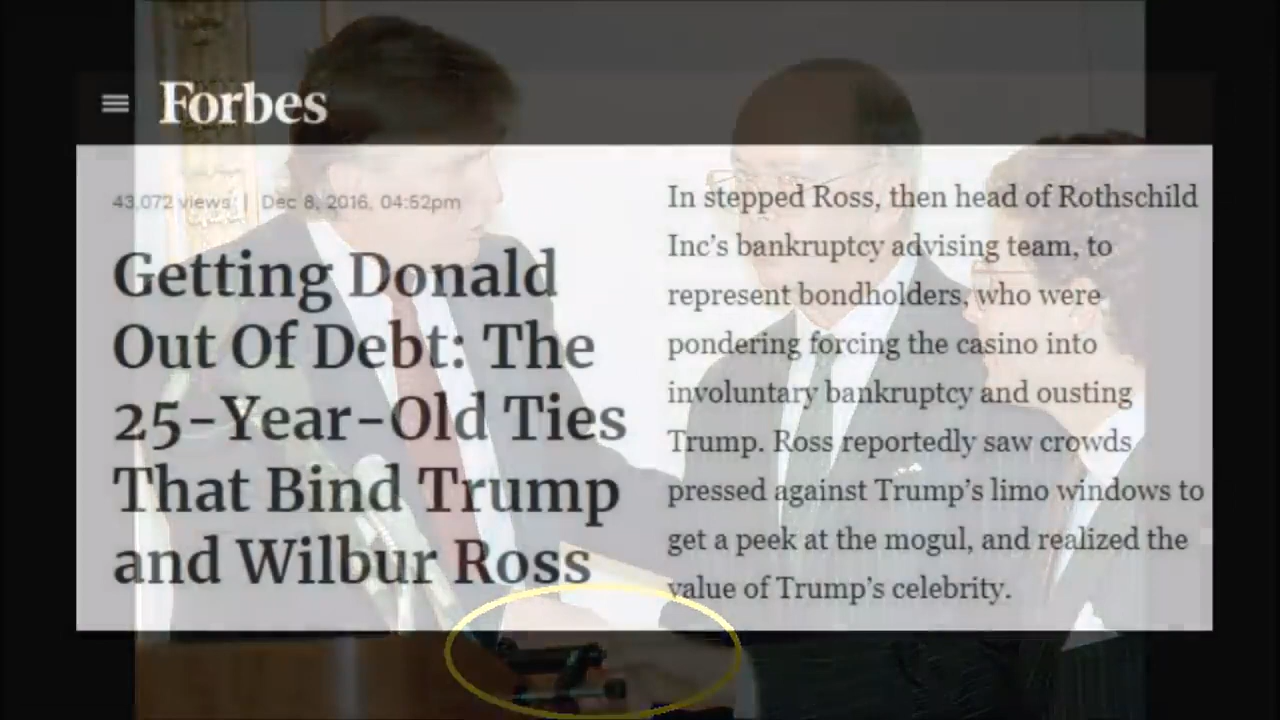 Forbes
43,072 views | Dec 8, 2016, 04:52pm
Getting Donald
Out Of Debt: The
25-Year-Old Ties
That Bind Trump
and Wilbur Ross
In stepped Ross, then head of Rothschild
Inc’s bankruptcy advising team, to
represent bondholders, who were
pondering forcing the casino into
involuntary bankruptcy and ousting
Trump. Ross reportedly saw crowds
pressed against Trump’s limo windows to
get a peek at the mogul, and realized the
value of Trump’s celebrity.